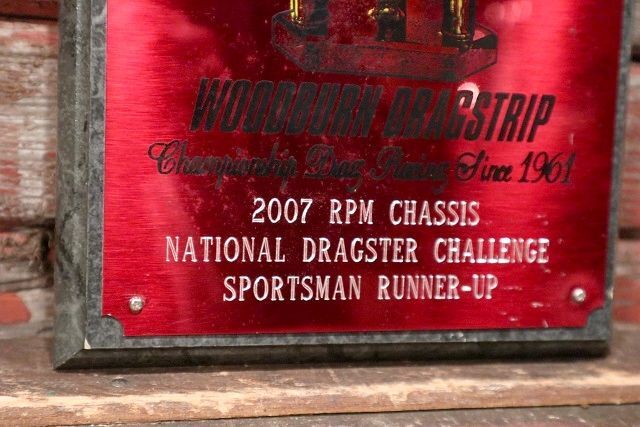 WOODBURN DRAGSTRIP
Championship Drag Racing Since 1961
2007 RPM CHASSIS
NATIONAL DRAGSTER CHALLENGE
SPORTSMAN RUNNER-UP